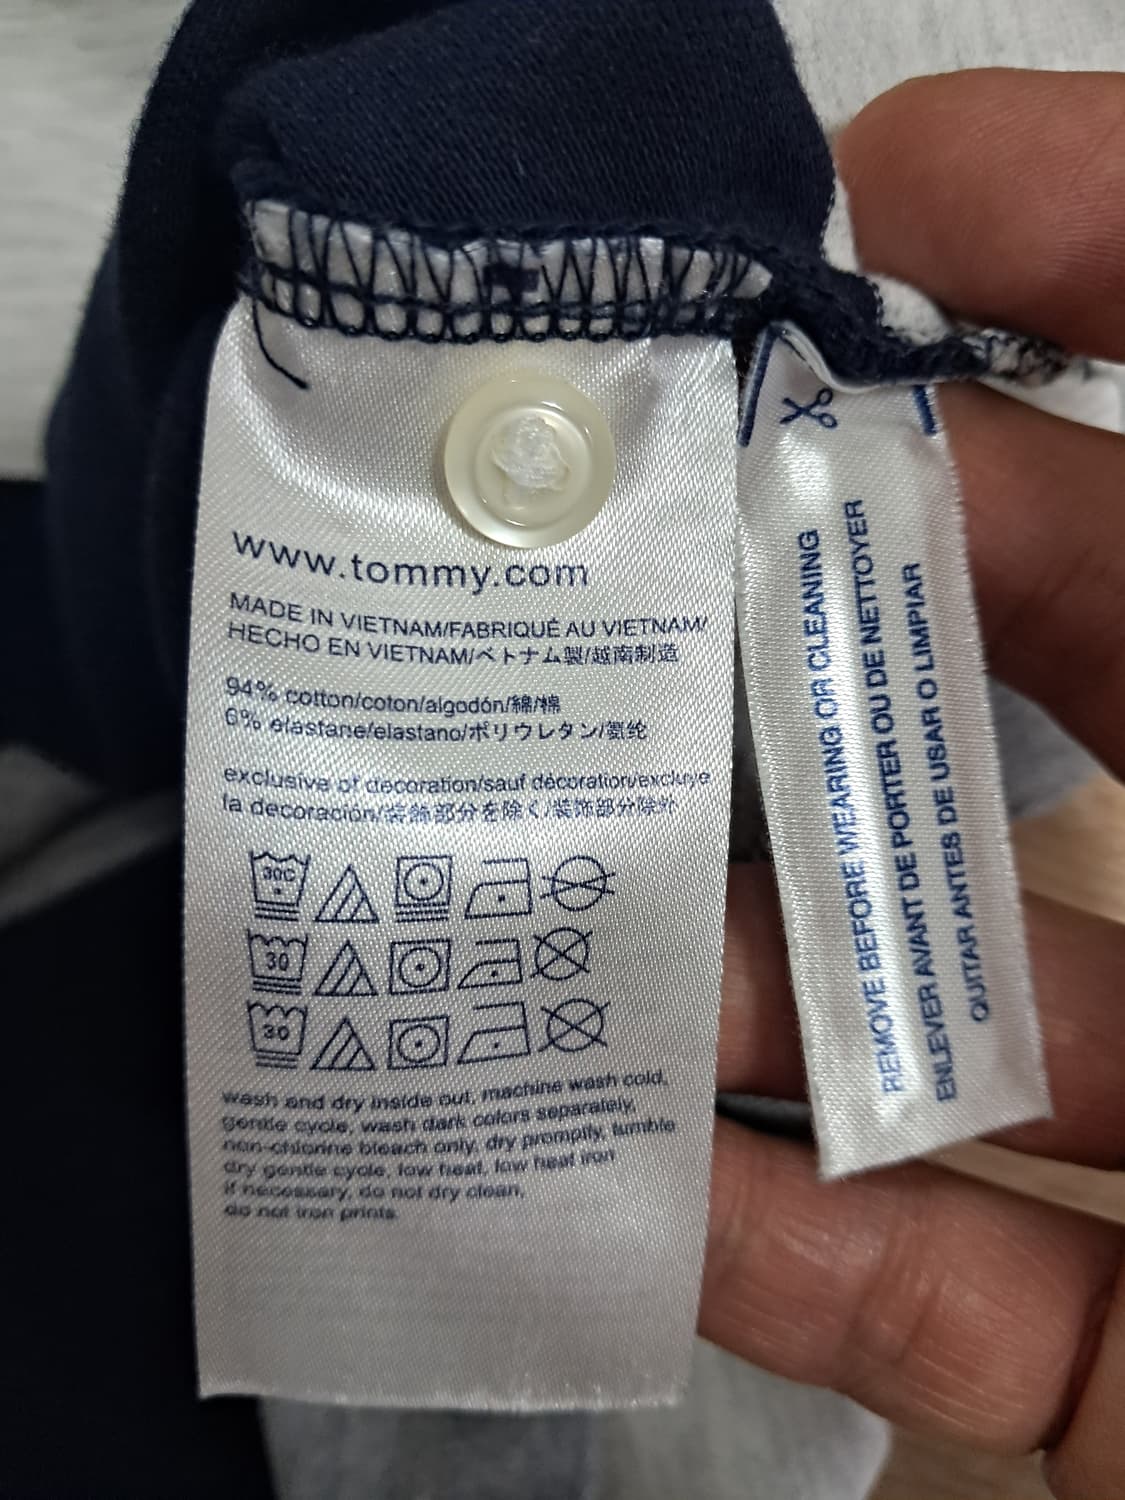 www.tommy.com
MADE IN VIETNAM/FABRIQUÉ AU VIETNAM/
HECHO EN VIETNAM/ベトナム製/越南制造
94% cotton/coton/algodón/綿/棉
6% elastane/elastano/ポリウレタン/氨纶
exclusive of decoration/sauf décoration/excluye
la decoración/装飾部分を除く/装饰部分除外
30C
30
30
wash and dry inside out, machine wash cold,
gentle cycle, wash dark colors separately,
non-chlorine bleach only, dry promptly, tumble
dry gentle cycle, low heat, low heat iron
if necessary, do not dry clean,
do not iron prints.
REMOVE BEFORE WEARING OR CLEANING
ENLEVER AVANT DE PORTER OU DE NETTOYER
QUITAR ANTES DE USAR O LIMPIAR